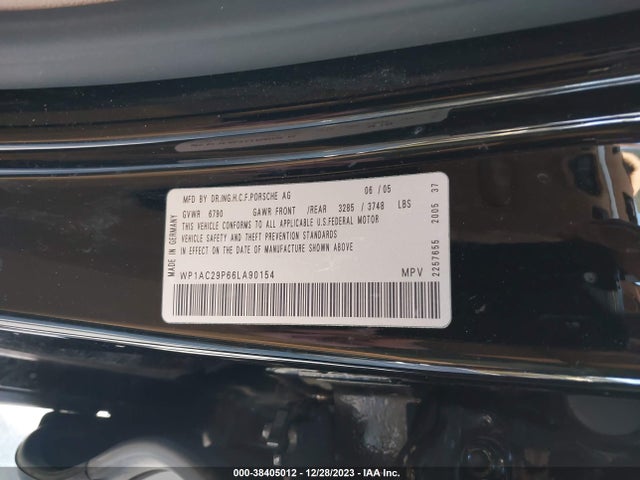 MFD BY DR.ING.H.C.F.PORSCHE AG 06/05
GVWR 6790 GAWR FRONT /REAR 3285 / 3748 LBS
THIS VEHICLE CONFORMS TO ALL APPLICABLE U.S.FEDERAL MOTOR
VEHICLE SAFETY AND THEFT PREVENTION STANDARDS
IN EFFECT ON THE DATE OF MANUFACTURE SHOWN ABOVE.
WP1AC29P66LA90154 MPV
MADE IN GERMANY
2257655 2005 37
000-38405012 - 12/28/2023 - IAA Inc.